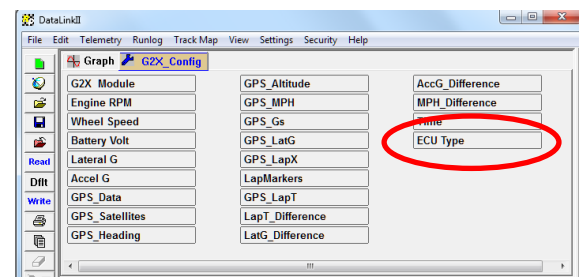 DataLinkII
File Edit Telemetry Runlog Track Map View Settings Security Help
Graph G2X_Config
G2X Module GPS_Altitude AccG_Difference
Engine RPM GPS_MPH MPH_Difference
Wheel Speed GPS_Gs Time
Battery Volt GPS_LatG ECU Type
Read Lateral G GPS_LapX
Dflt Accel G LapMarkers
Write GPS_Data GPS_LapT
GPS_Satellites LapT_Difference
GPS_Heading LatG_Difference